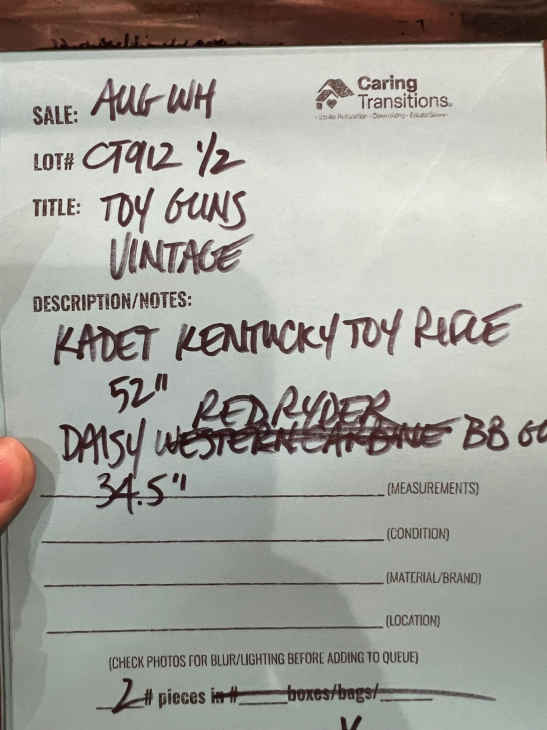 Caring
Transitions.
SALE: AUG WH
LOT# CT912 1/2
TITLE: TOY GUNS
VINTAGE
DESCRIPTION/NOTES:
KADET KENTUCKY TOY RIFLE
52"
RED RYDER
DAISY WESTERN CARBINE BB GU
34.5" (MEASUREMENTS)
(CONDITION)
(MATERIAL/BRAND)
(LOCATION)
(CHECK PHOTOS FOR BLUR/LIGHTING BEFORE ADDING TO QUEUE)
2 # pieces in # boxes/bags/